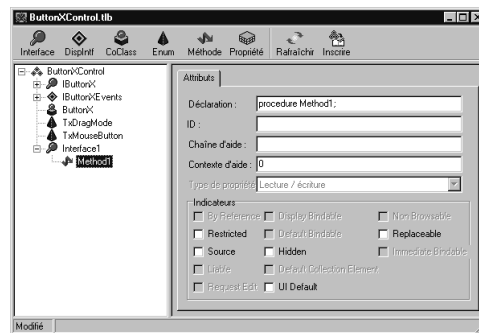 ButtonXControl.tlb
Interface DispIntf CoClass Enum Méthode Propriété Rafraîchir Inscrire
ButtonXControl
IButtonX
IButtonXEvents
ButtonX
TxDragMode
TxMouseButton
Interface1
Method1
Attributs
Déclaration : procedure Method1;
ID :
Chaîne d'aide :
Contexte d'aide : 0
Type de propriété Lecture / écriture
Indicateurs
By Reference Display Bindable Non Browsable
Restricted Default Bindable Replaceable
Source Hidden Immediate Bindable
Liable Default Collection Element
Request Edit UI Default
Modifié